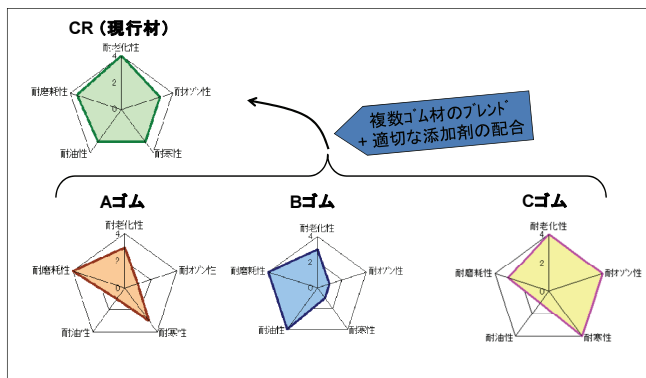 CR（現行材）
耐老化性
4
2
0
耐磨耗性
耐オゾン性
耐油性
耐寒性
複数ゴム材のブレンド
+ 適切な添加剤の配合
Aゴム
耐老化性
4
2
0
耐磨耗性
耐オゾン性
耐油性
耐寒性
Bゴム
耐老化性
4
2
0
耐磨耗性
耐オゾン性
耐油性
耐寒性
Cゴム
耐老化性
4
2
0
耐磨耗性
耐オゾン性
耐油性
耐寒性